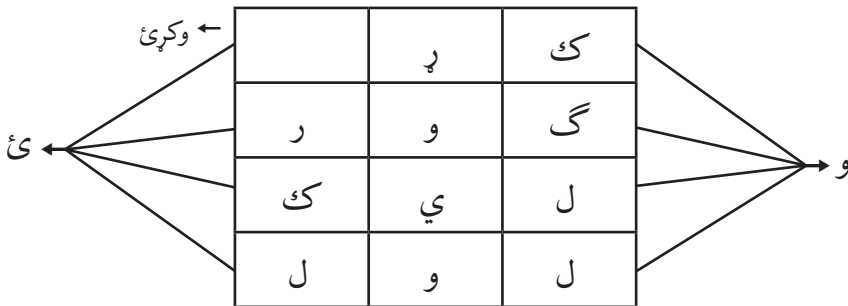 وکړئ
ک ړ
گ و ر
ل ي ک
ل و ل
و
ئ